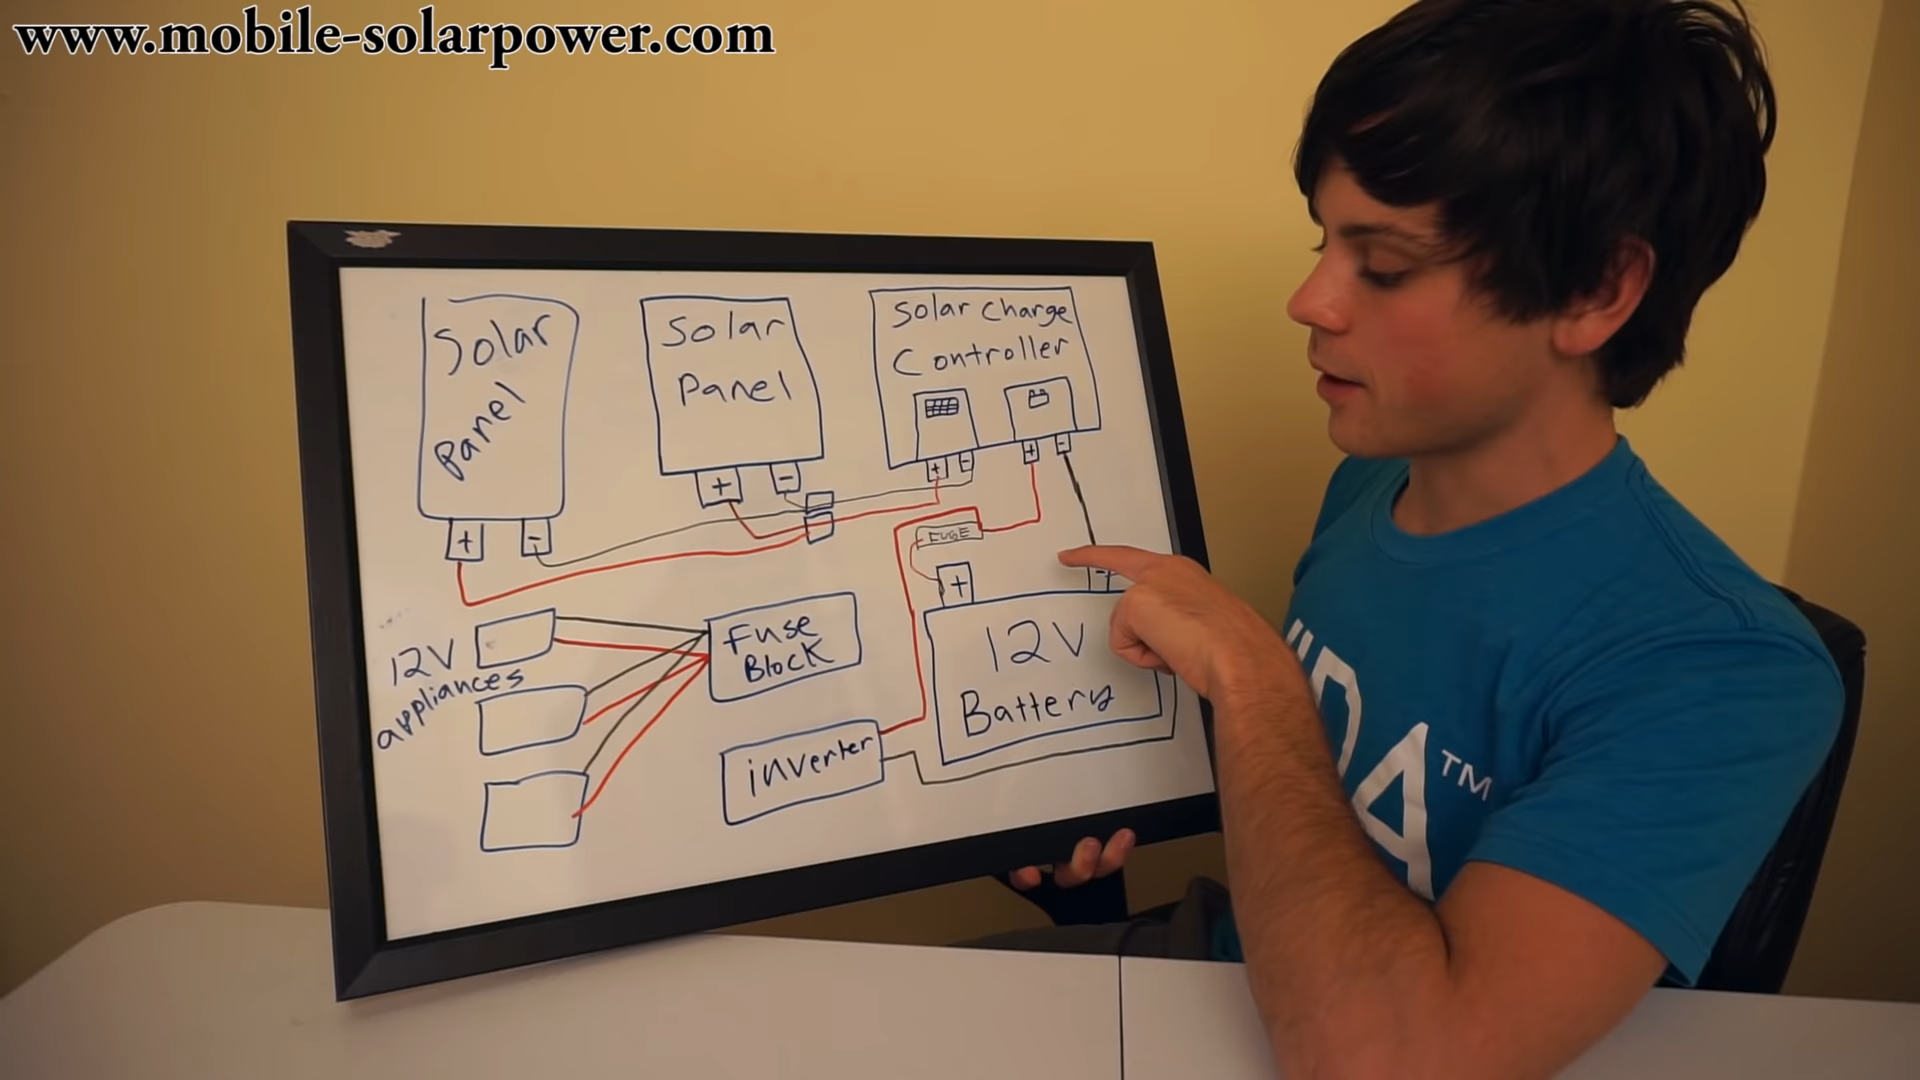 www.mobile-solarpower.com
Solar
Panel
+ -
Solar
Panel
+ -
Solar Charge
Controller
+ -
+ -
FUSE
+
-
12V
Battery
12V
appliances
Fuse
Block
inverter
TM